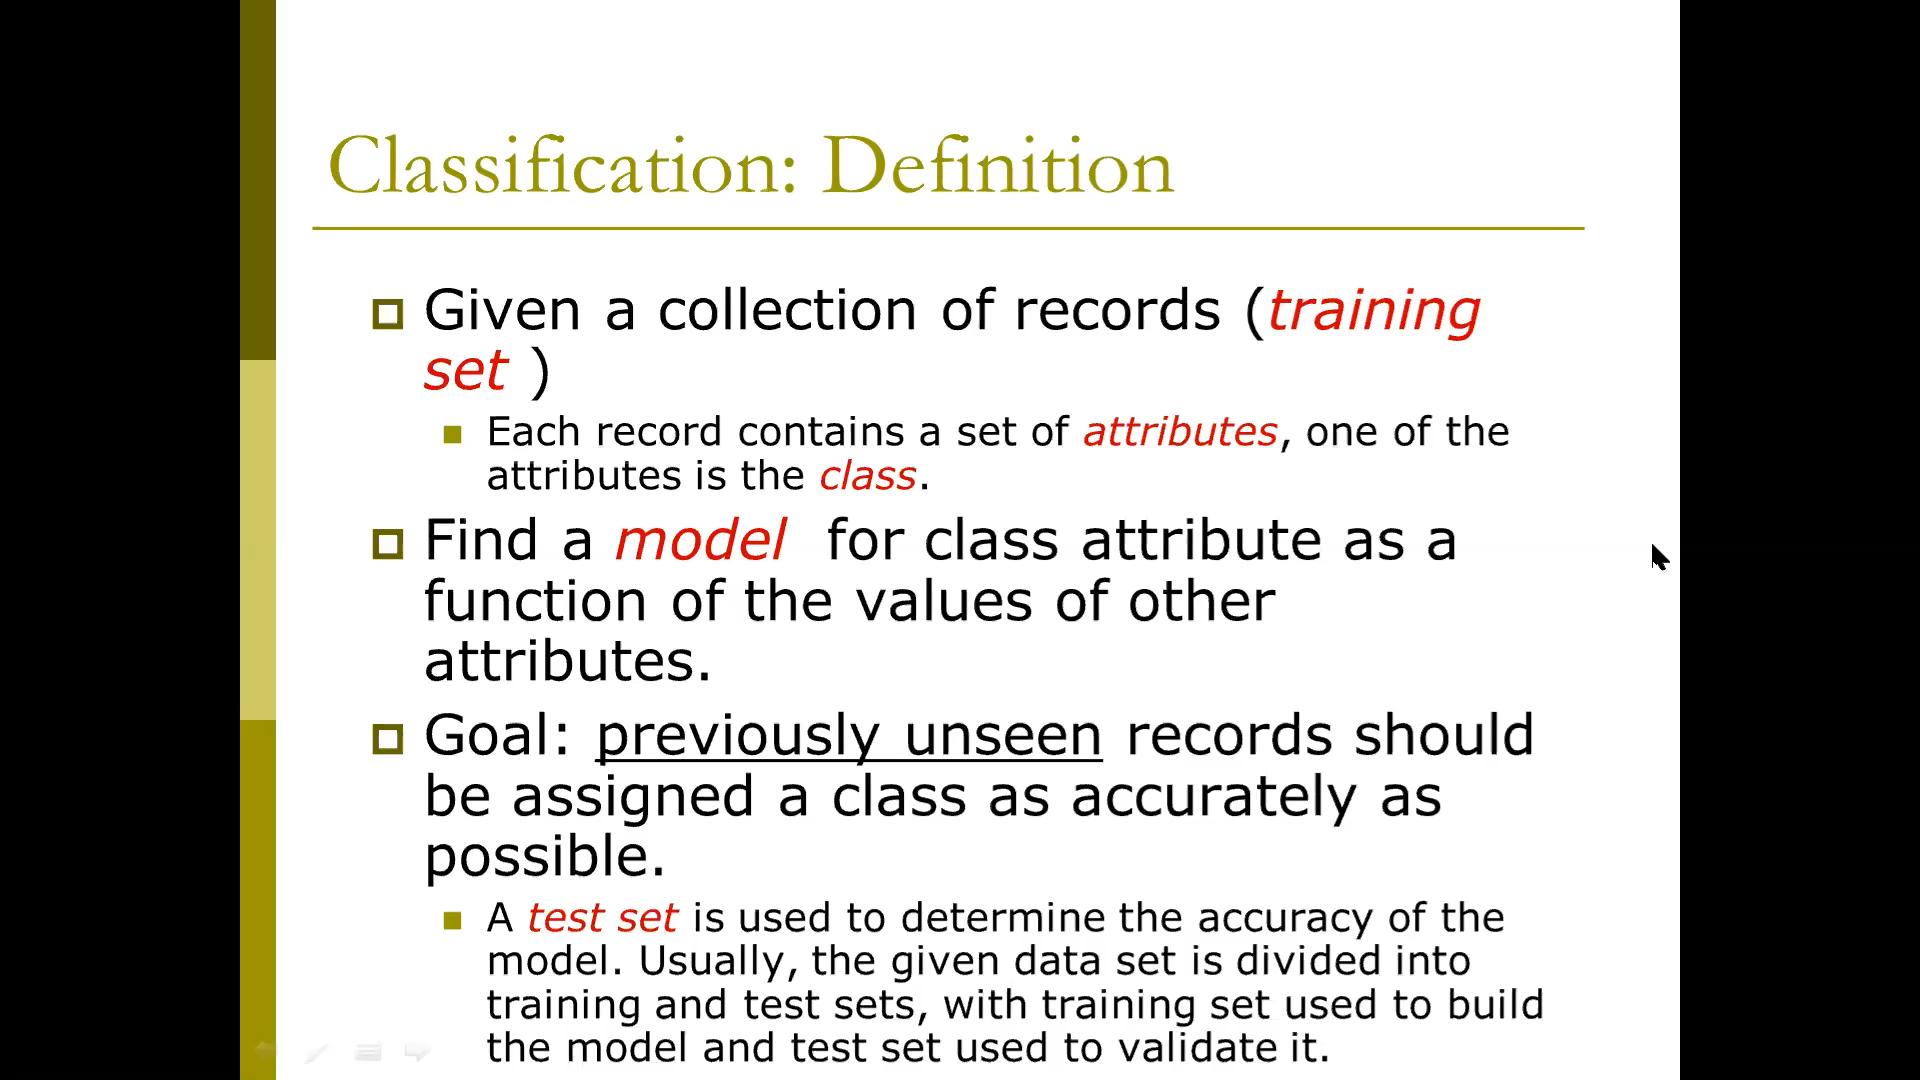 Classification: Definition
Given a collection of records (training
set )
Each record contains a set of attributes, one of the
attributes is the class.
Find a model for class attribute as a
function of the values of other
attributes.
Goal: previously unseen records should
be assigned a class as accurately as
possible.
A test set is used to determine the accuracy of the
model. Usually, the given data set is divided into
training and test sets, with training set used to build
the model and test set used to validate it.